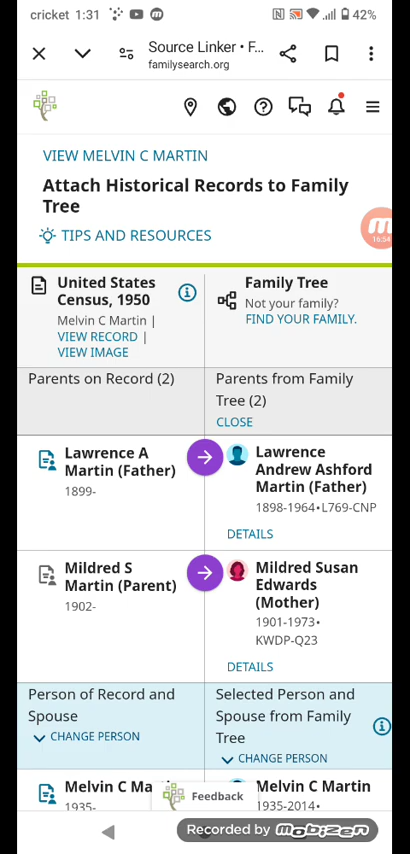 cricket 1:31
42%
Source Linker • F...
familysearch.org
VIEW MELVIN C MARTIN
Attach Historical Records to Family
Tree
TIPS AND RESOURCES
16:54
United States
Census, 1950
Melvin C Martin |
VIEW RECORD |
VIEW IMAGE
Family Tree
Not your family?
FIND YOUR FAMILY.
Parents on Record (2)
Parents from Family
Tree (2)
CLOSE
Lawrence A
Martin (Father)
1899-
Lawrence
Andrew Ashford
Martin (Father)
1898-1964•L769-CNP
DETAILS
Mildred S
Martin (Parent)
1902-
Mildred Susan
Edwards
(Mother)
1901-1973•
KWDP-Q23
DETAILS
Person of Record and
Spouse
CHANGE PERSON
Selected Person and
Spouse from Family
Tree
CHANGE PERSON
Melvin C Ma
1935-
Melvin C Martin
1935-2014•
Feedback
Recorded by MOBIZEN